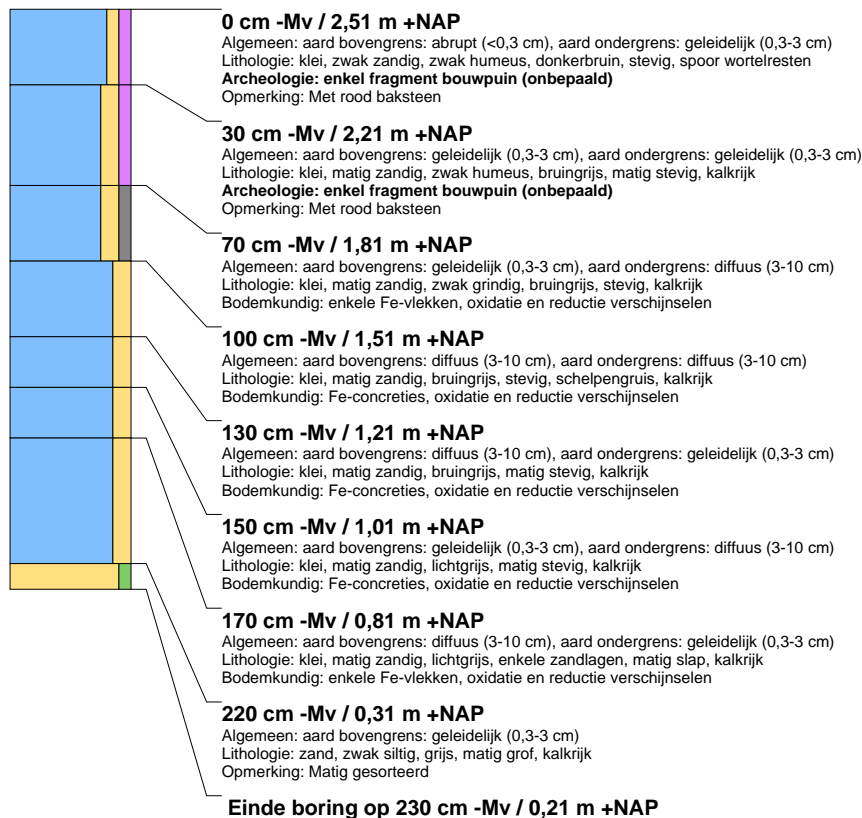 0 cm -Mv / 2,51 m +NAP
Algemeen: aard bovengrens: abrupt (<0,3 cm), aard ondergrens: geleidelijk (0,3-3 cm)
Lithologie: klei, zwak zandig, zwak humeus, donkerbruin, stevig, spoor wortelresten
Archeologie: enkel fragment bouwpuin (onbepaald)
Opmerking: Met rood baksteen
30 cm -Mv / 2,21 m +NAP
Algemeen: aard bovengrens: geleidelijk (0,3-3 cm), aard ondergrens: geleidelijk (0,3-3 cm)
Lithologie: klei, matig zandig, zwak humeus, bruingrijs, matig stevig, kalkrijk
Archeologie: enkel fragment bouwpuin (onbepaald)
Opmerking: Met rood baksteen
70 cm -Mv / 1,81 m +NAP
Algemeen: aard bovengrens: geleidelijk (0,3-3 cm), aard ondergrens: diffuus (3-10 cm)
Lithologie: klei, matig zandig, zwak grindig, bruingrijs, stevig, kalkrijk
Bodemkundig: enkele Fe-vlekken, oxidatie en reductie verschijnselen
100 cm -Mv / 1,51 m +NAP
Algemeen: aard bovengrens: diffuus (3-10 cm), aard ondergrens: diffuus (3-10 cm)
Lithologie: klei, matig zandig, bruingrijs, stevig, schelpengruis, kalkrijk
Bodemkundig: Fe-concreties, oxidatie en reductie verschijnselen
130 cm -Mv / 1,21 m +NAP
Algemeen: aard bovengrens: diffuus (3-10 cm), aard ondergrens: geleidelijk (0,3-3 cm)
Lithologie: klei, matig zandig, bruingrijs, matig stevig, kalkrijk
Bodemkundig: Fe-concreties, oxidatie en reductie verschijnselen
150 cm -Mv / 1,01 m +NAP
Algemeen: aard bovengrens: geleidelijk (0,3-3 cm), aard ondergrens: diffuus (3-10 cm)
Lithologie: klei, matig zandig, lichtgrijs, matig stevig, kalkrijk
Bodemkundig: Fe-concreties, oxidatie en reductie verschijnselen
170 cm -Mv / 0,81 m +NAP
Algemeen: aard bovengrens: diffuus (3-10 cm), aard ondergrens: geleidelijk (0,3-3 cm)
Lithologie: klei, matig zandig, lichtgrijs, enkele zandlagen, matig slap, kalkrijk
Bodemkundig: enkele Fe-vlekken, oxidatie en reductie verschijnselen
220 cm -Mv / 0,31 m +NAP
Algemeen: aard bovengrens: geleidelijk (0,3-3 cm)
Lithologie: zand, zwak siltig, grijs, matig grof, kalkrijk
Opmerking: Matig gesorteerd
Einde boring op 230 cm -Mv / 0,21 m +NAP